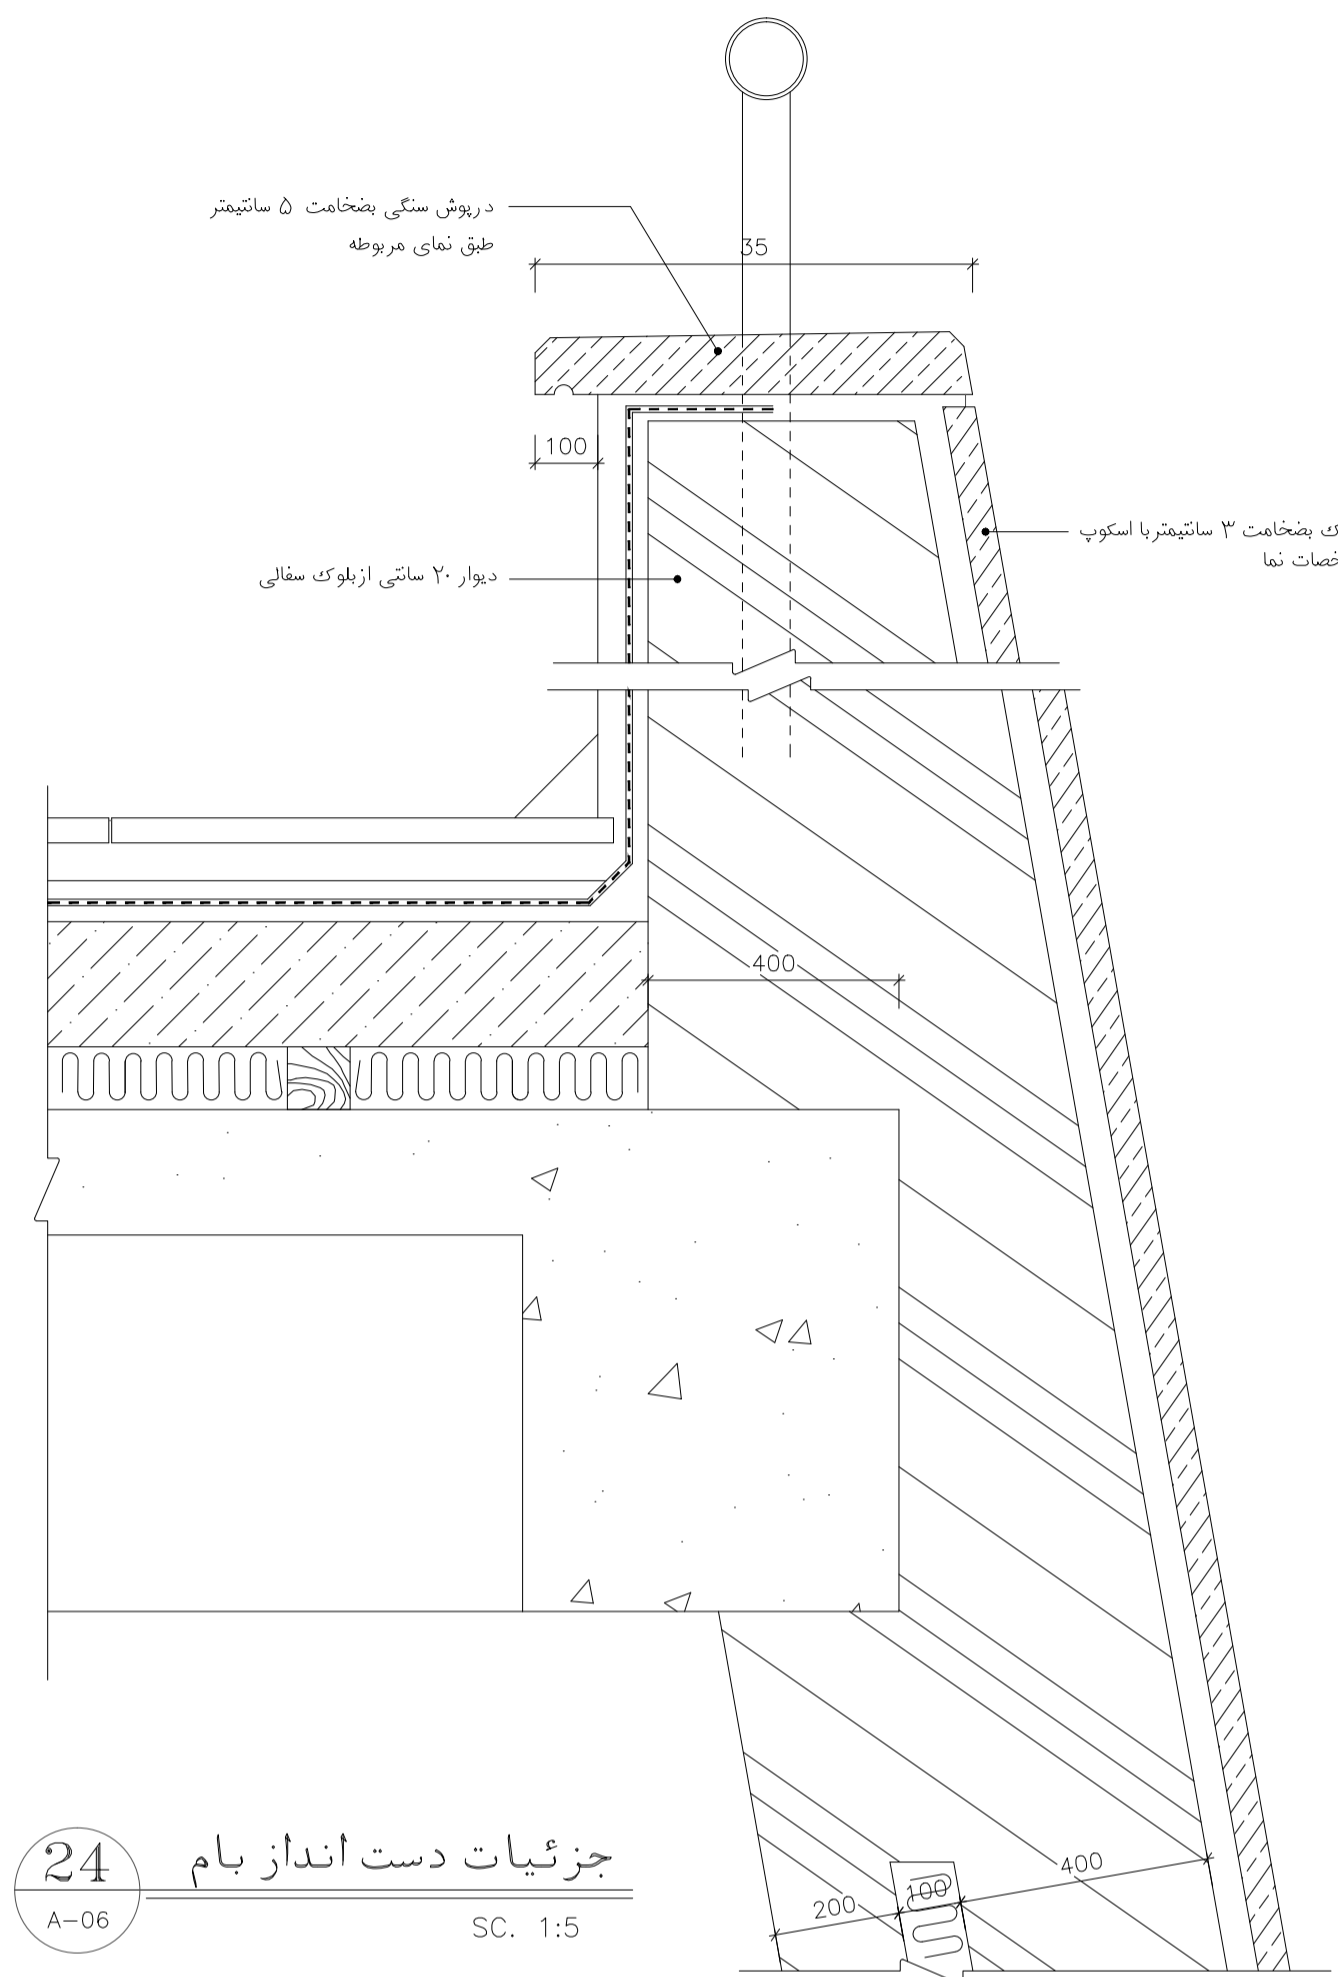 درپوش سنگی بضخامت ۵ سانتیمتر
طبق نمای مربوطه
35
100
بضخامت ۳ سانتیمتر با اسکوپ
نما
دیوار ۲۰ سانتی ازبلوک سفالی
400
جزئیات دست انداز بام
24
A-06
SC. 1:5
200
100
400